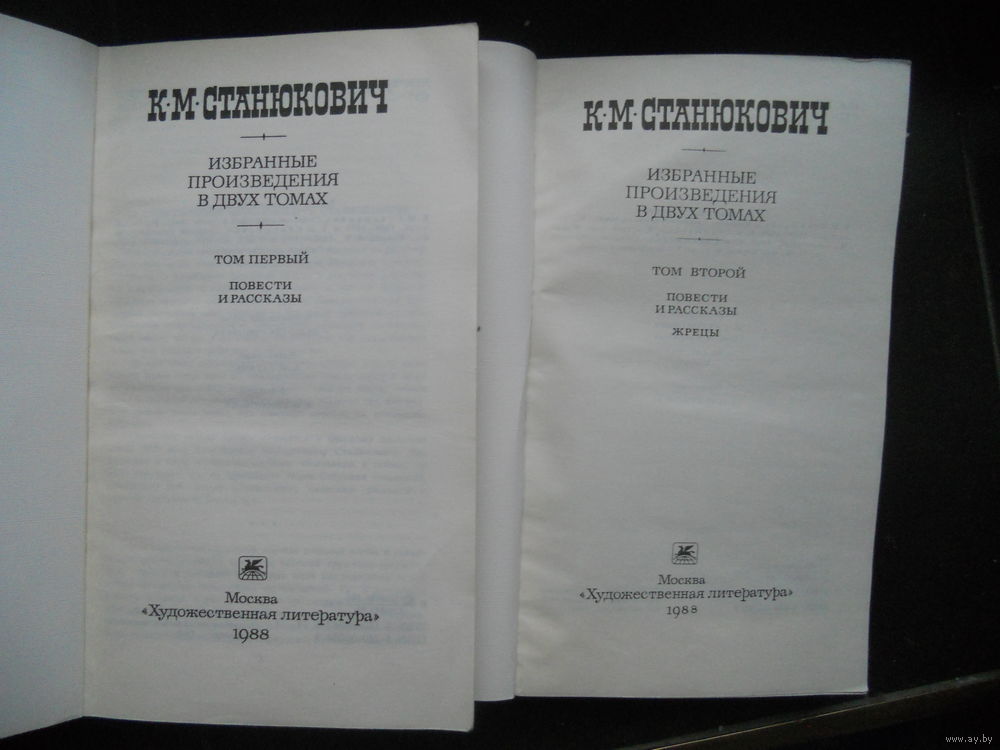 К·М·СТАНЮКОВИЧ
ИЗБРАННЫЕ
ПРОИЗВЕДЕНИЯ
В ДВУХ ТОМАХ
ТОМ ПЕРВЫЙ
ПОВЕСТИ
И РАССКАЗЫ
Москва
«Художественная литература»
1988
К·М·СТАНЮКОВИЧ
ИЗБРАННЫЕ
ПРОИЗВЕДЕНИЯ
В ДВУХ ТОМАХ
ТОМ ВТОРОЙ
ПОВЕСТИ
И РАССКАЗЫ
ЖРЕЦЫ
Москва
«Художественная литература»
1988
www.ay.by